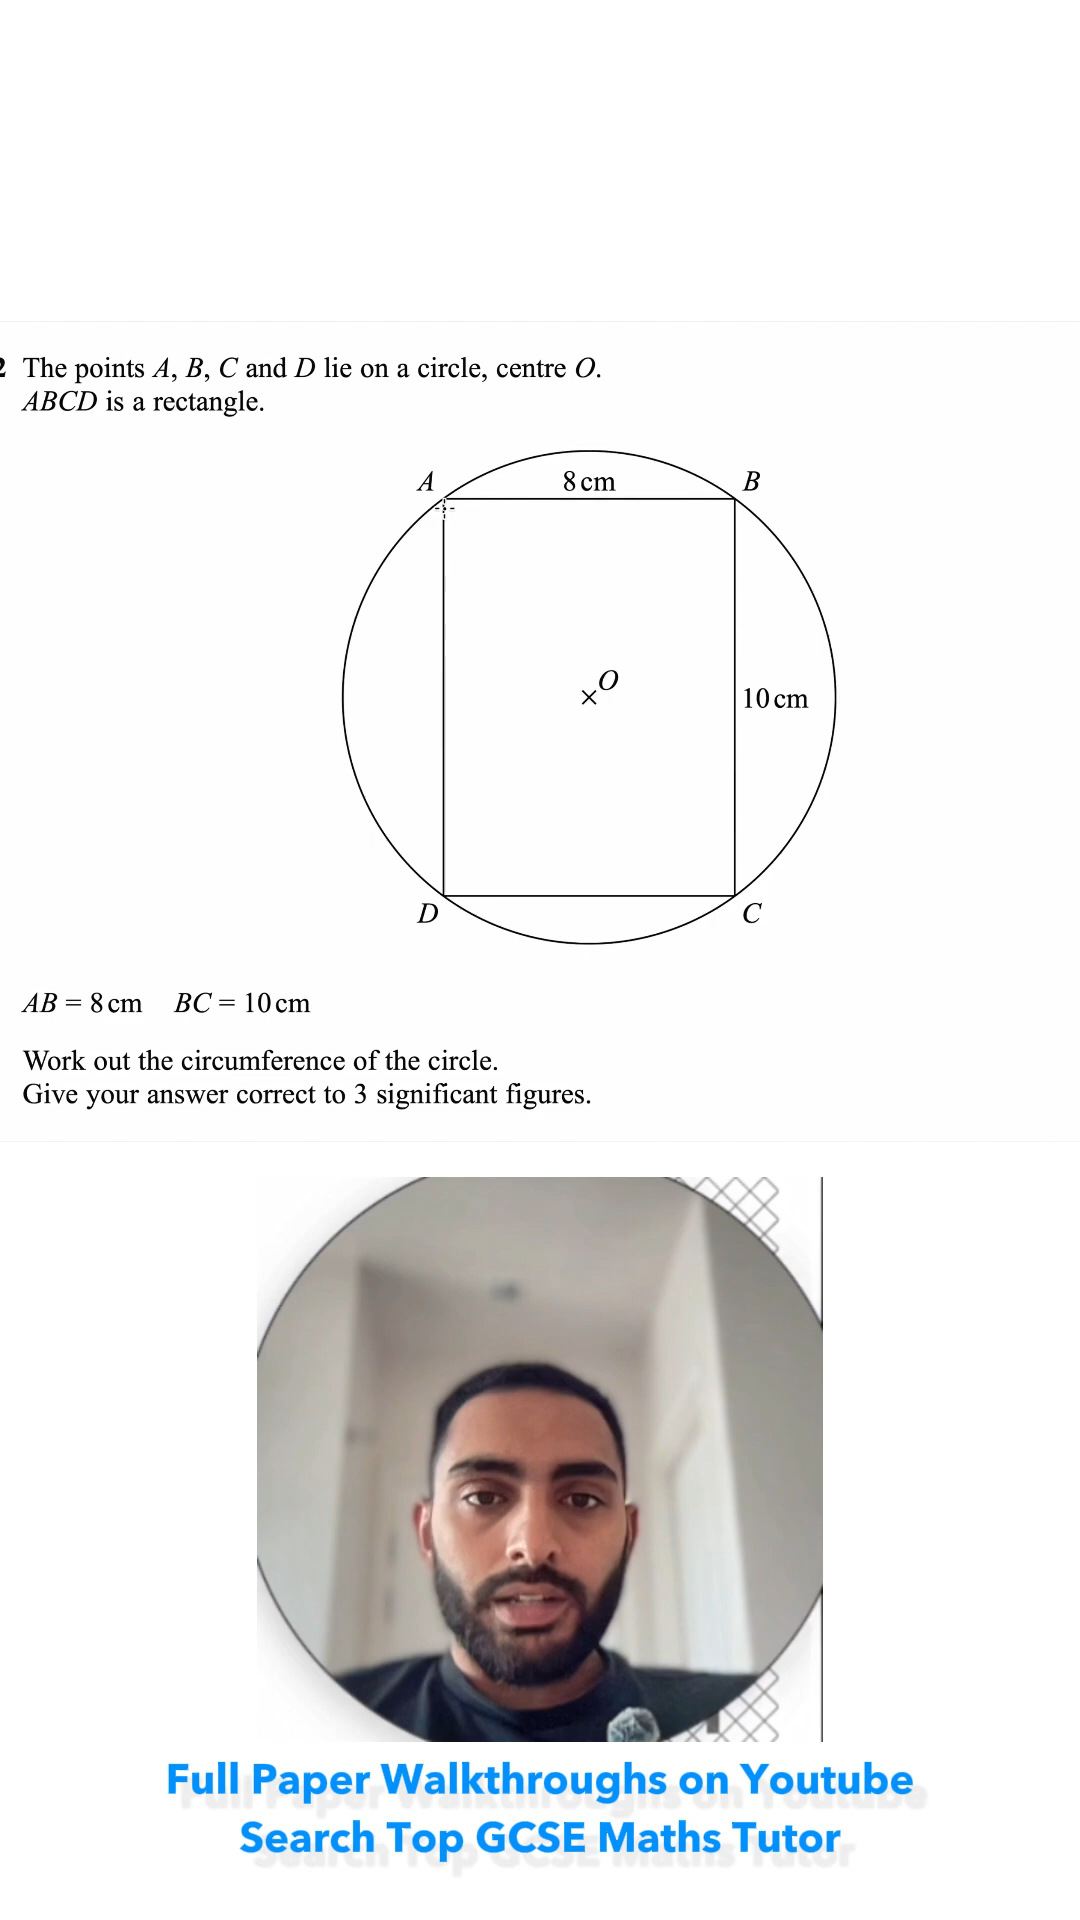 The points A, B, C and D lie on a circle, centre O.
ABCD is a rectangle.
A 8 cm B
O
10 cm
D C
AB = 8 cm BC = 10 cm
Work out the circumference of the circle.
Give your answer correct to 3 significant figures.
Full Paper Walkthroughs on Youtube
Search Top GCSE Maths Tutor